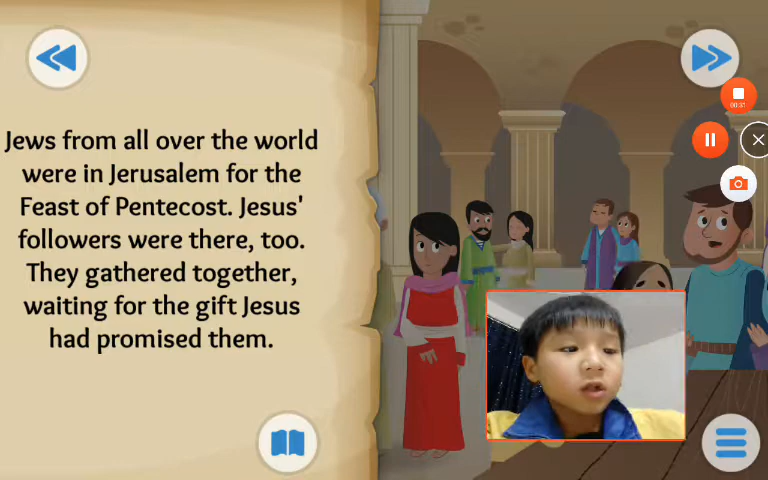 Jews from all over the world
were in Jerusalem for the
Feast of Pentecost. Jesus'
followers were there, too.
They gathered together,
waiting for the gift Jesus
had promised them.